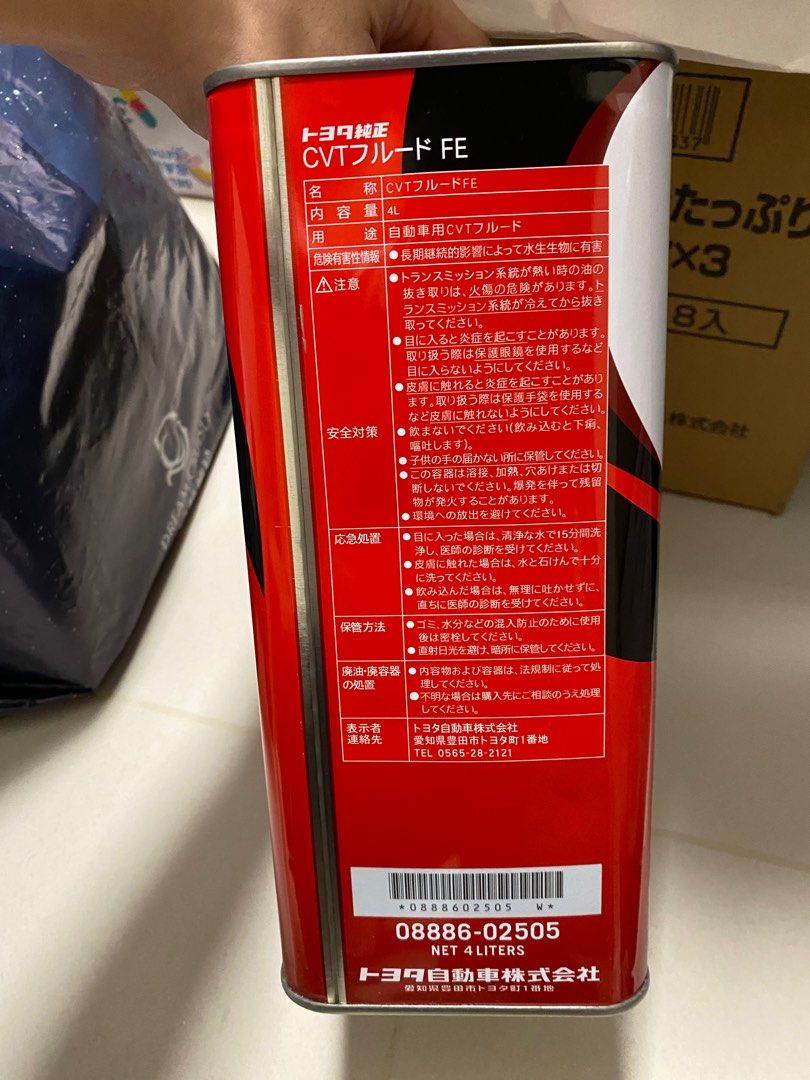 トヨタ純正
CVTフルード FE
名 称 CVTフルードFE
内 容 量 4L
用 途 自動車用CVTフルード
危険有害性情報 ●長期継続的影響によって水生生物に有害
⚠注意
安全対策
●トランスミッション系統が熱い時の油の
抜き取りは、火傷の危険があります。ト
ランスミッション系統が冷えてから抜き
取ってください。
●目に入ると炎症を起こすことがあります。
取り扱う際は保護眼鏡を使用するなど
目に入らないようにしてください。
●皮膚に触れると炎症を起こすことがあり
ます。取り扱う際は保護手袋を使用する
など皮膚に触れないようにしてください。
●飲まないでください(飲み込むと下痢、
嘔吐します)。
●子供の手の届かない所に保管してください。
●この容器は溶接、加熱、穴あけまたは切
断しないでください。爆発を伴って残留
物が発火することがあります。
●環境への放出を避けてください。
応急処置
●目に入った場合は、清浄な水で15分間洗
浄し、医師の診断を受けてください。
●皮膚に触れた場合は、水と石けんで十分
に洗ってください。
●飲み込んだ場合は、無理に吐かせずに、
直ちに医師の診断を受けてください。
保管方法
●ゴミ、水分などの混入防止のために使用
後は密栓してください。
●直射日光を避け、暗所に保管してください。
廃油・廃容器
の処置
●内容物および容器は、法規制に従って処
理してください。
●不明な場合は購入先にご相談のうえ処理
してください。
表示者
連絡先
トヨタ自動車株式会社
愛知県豊田市トヨタ町1番地
TEL 0565-28-2121
*0888602505 W*
08886-02505
NET 4 LITERS
トヨタ自動車株式会社
愛知県豊田市トヨタ町1番地
337
たっぷり
X3
8入
株式会社